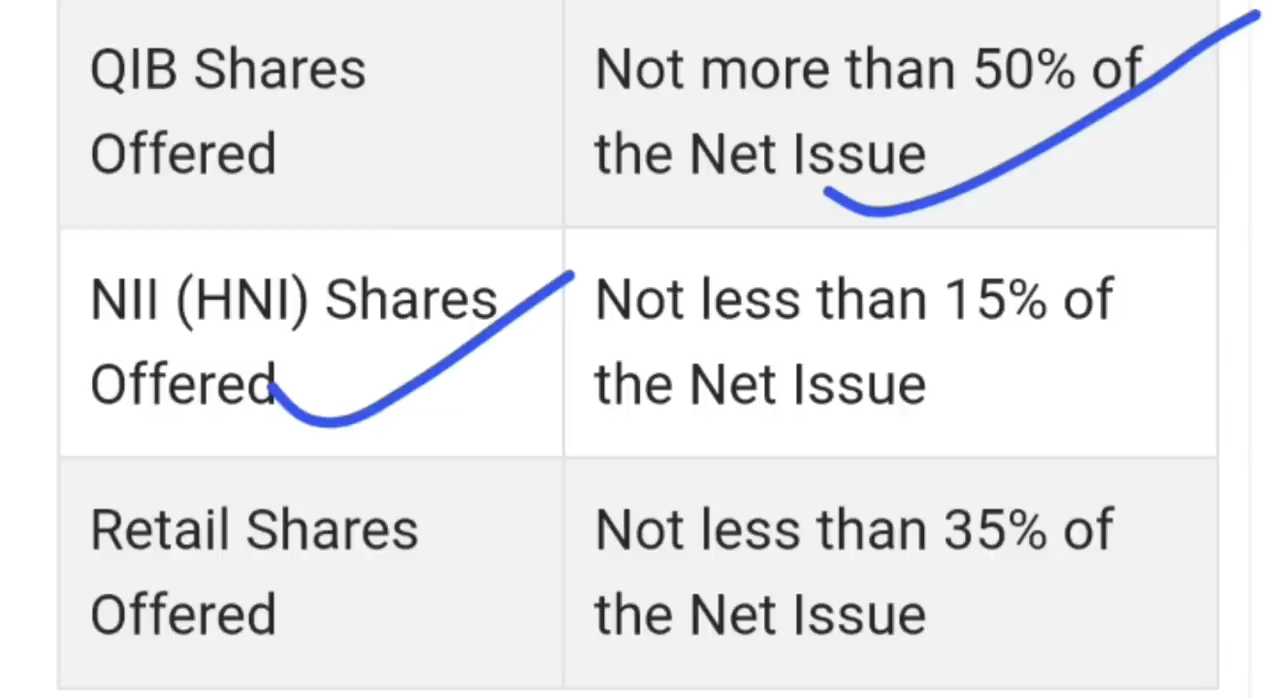 QIB Shares
Offered
Not more than 50% of
the Net Issue
NII (HNI) Shares
Offered
Not less than 15% of
the Net Issue
Retail Shares
Offered
Not less than 35% of
the Net Issue